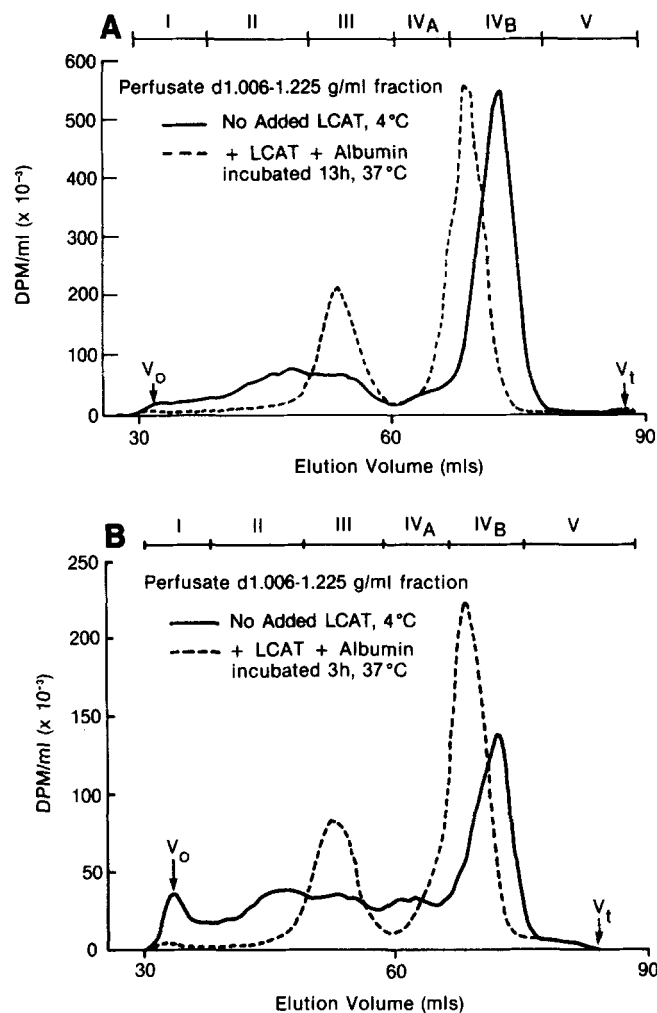 A
I II III IVA IVB V
Perfusate d1.006-1.225 g/ml fraction
No Added LCAT, 4°C
+ LCAT + Albumin
incubated 13h, 37°C
600
500
400
300
200
100
0
DPM/ml (x 10⁻³)
Vo
Vt
30 60 90
Elution Volume (mls)
B
I II III IVA IVB V
Perfusate d1.006-1.225 g/ml fraction
No Added LCAT, 4°C
+ LCAT + Albumin
incubated 3h, 37°C
250
200
150
100
50
0
DPM/ml (x 10⁻³)
Vo
Vt
30 60 90
Elution Volume (mls)